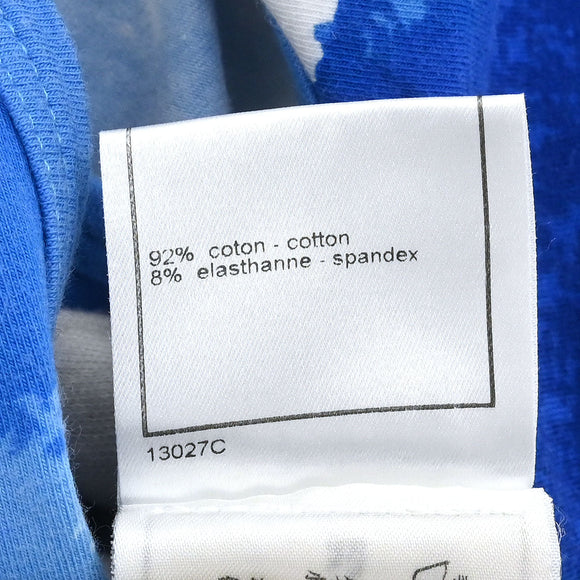 92% coton - cotton
8% elasthanne - spandex
13027C